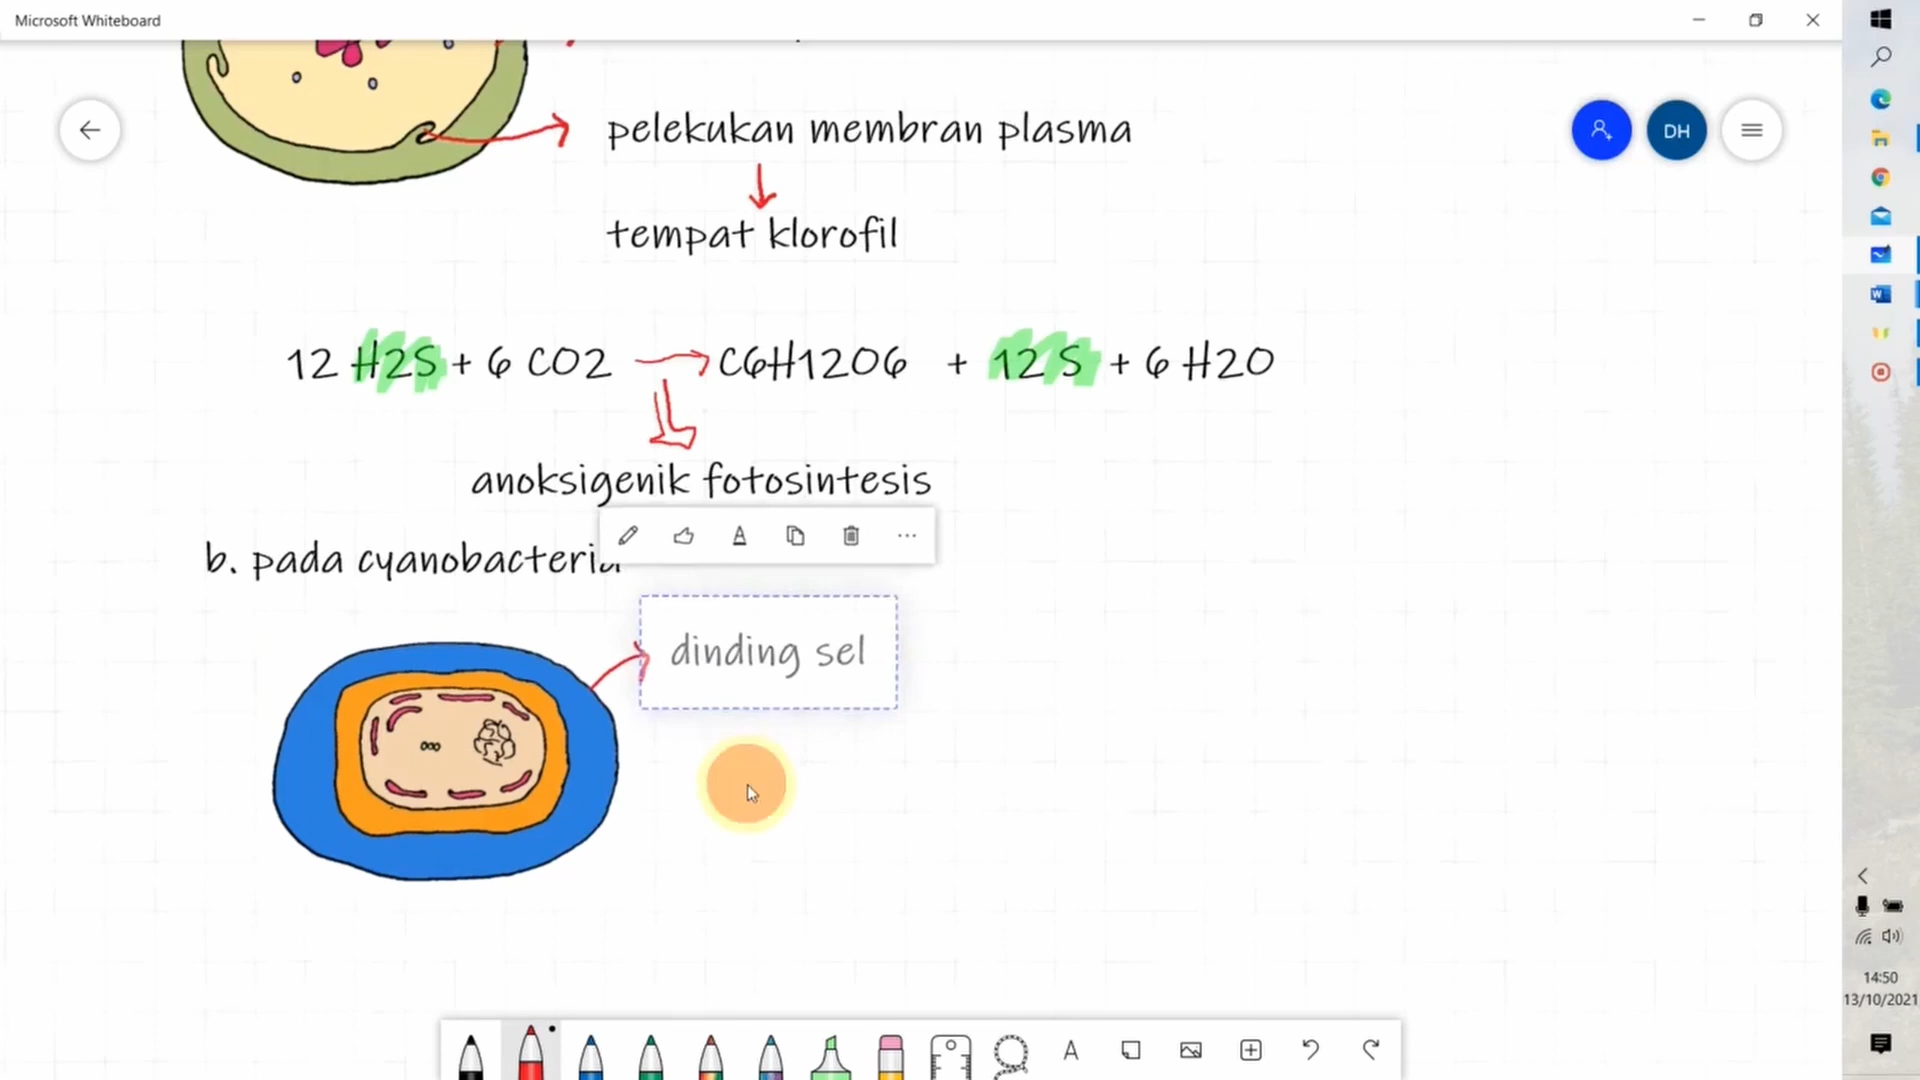 Microsoft Whiteboard
DH
pelekukan membran plasma
tempat klorofil
12 H2S + 6 CO2 → C6H12O6 + 12 S + 6 H2O
anoksigenik fotosintesis
b. pada cyanobacteria
dinding sel
A
14:50
13/10/2021